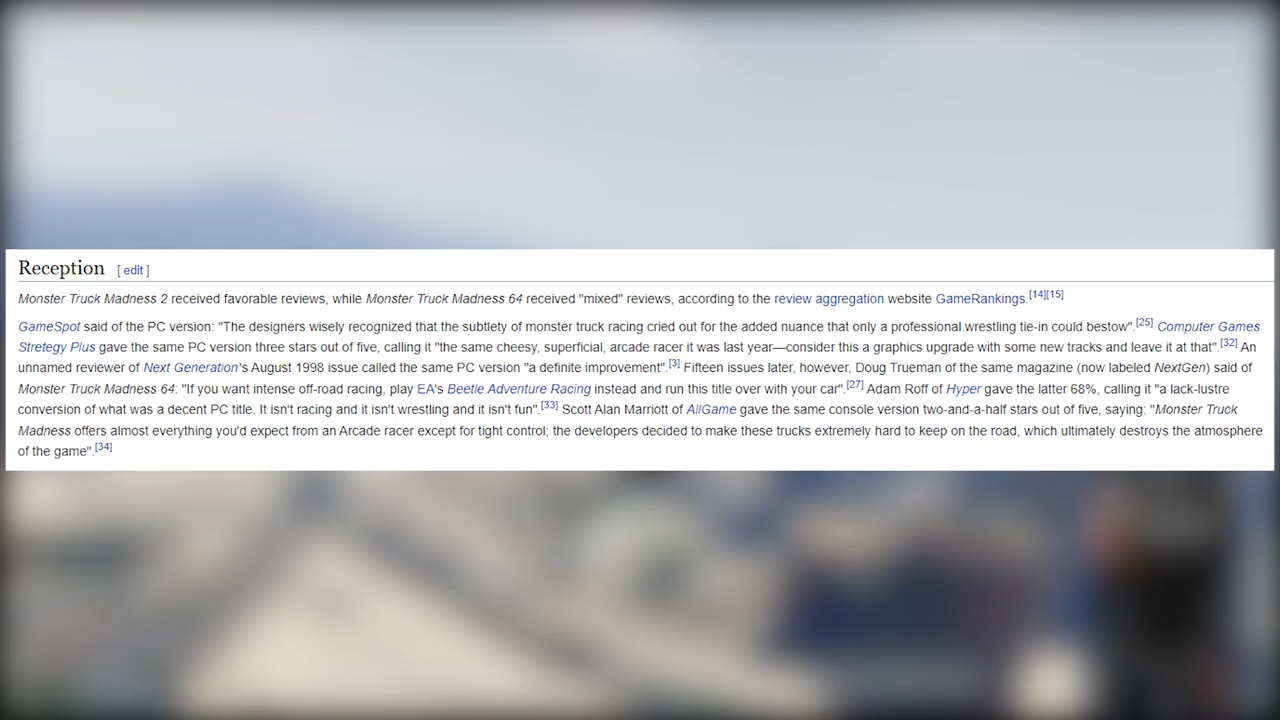 Reception [ edit ]
Monster Truck Madness 2 received favorable reviews, while Monster Truck Madness 64 received "mixed" reviews, according to the review aggregation website GameRankings.[14][15]
GameSpot said of the PC version: "The designers wisely recognized that the subtlety of monster truck racing cried out for the added nuance that only a professional wrestling tie-in could bestow".[25] Computer Games
Stretegy Plus gave the same PC version three stars out of five, calling it "the same cheesy, superficial, arcade racer it was last year—consider this a graphics upgrade with some new tracks and leave it at that".[32] An
unnamed reviewer of Next Generation's August 1998 issue called the same PC version "a definite improvement".[3] Fifteen issues later, however, Doug Trueman of the same magazine (now labeled NextGen) said of
Monster Truck Madness 64: "If you want intense off-road racing, play EA's Beetle Adventure Racing instead and run this title over with your car".[27] Adam Roff of Hyper gave the latter 68%, calling it "a lack-lustre
conversion of what was a decent PC title. It isn't racing and it isn't wrestling and it isn't fun".[33] Scott Alan Marriott of AllGame gave the same console version two-and-a-half stars out of five, saying: "Monster Truck
Madness offers almost everything you'd expect from an Arcade racer except for tight control; the developers decided to make these trucks extremely hard to keep on the road, which ultimately destroys the atmosphere
of the game".[34]